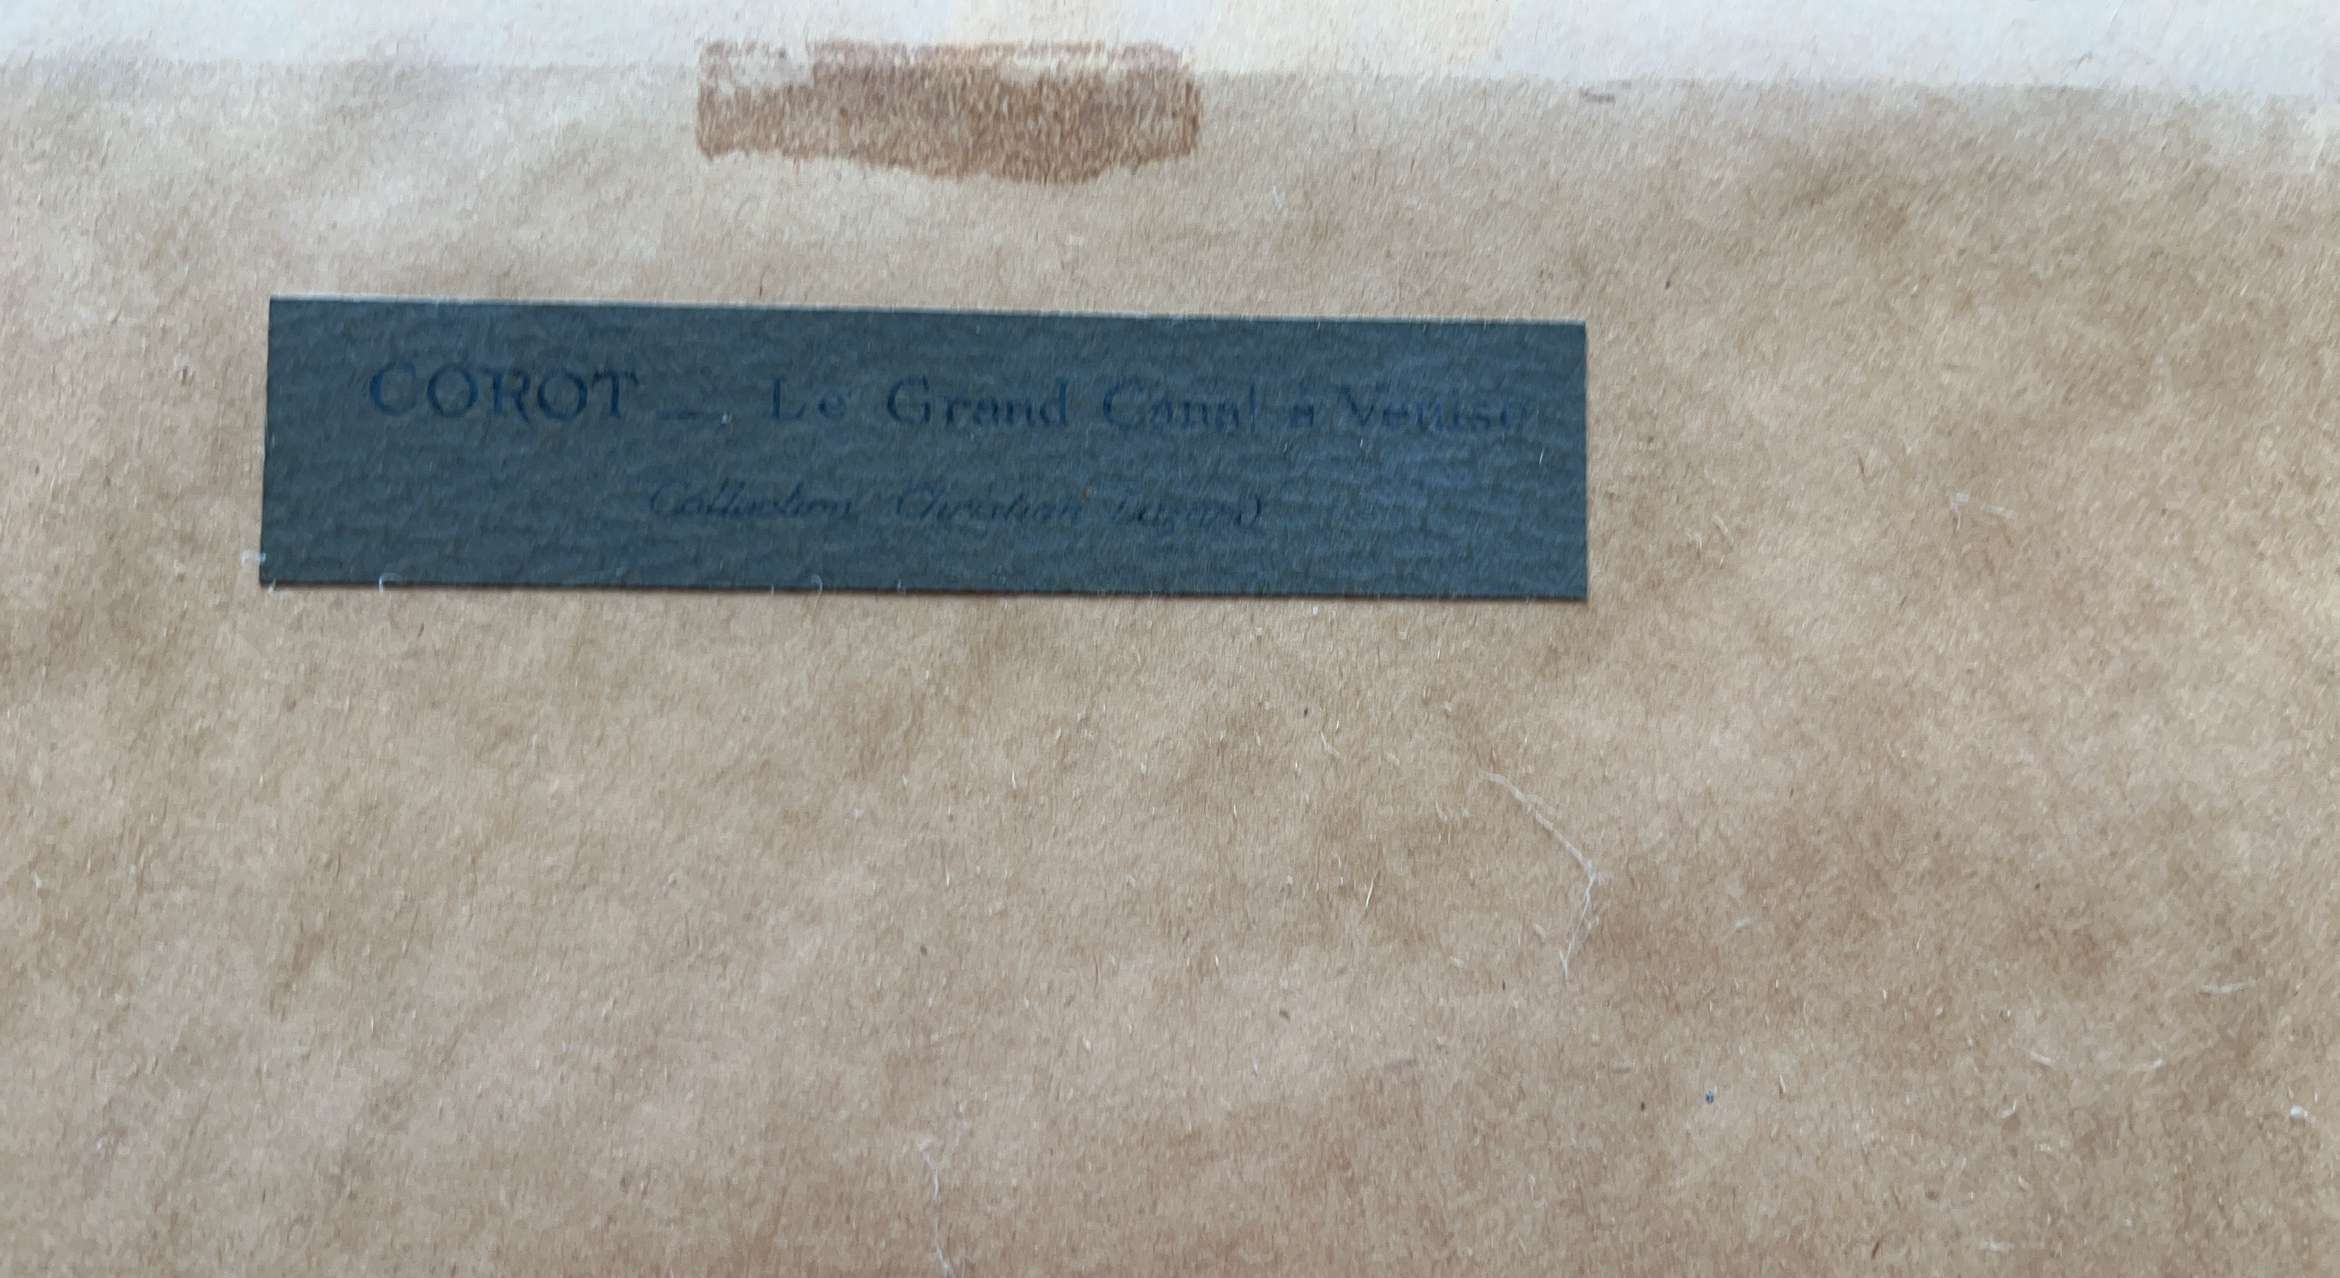 COROT — Le Grand Canal à Venise
Collection Christian